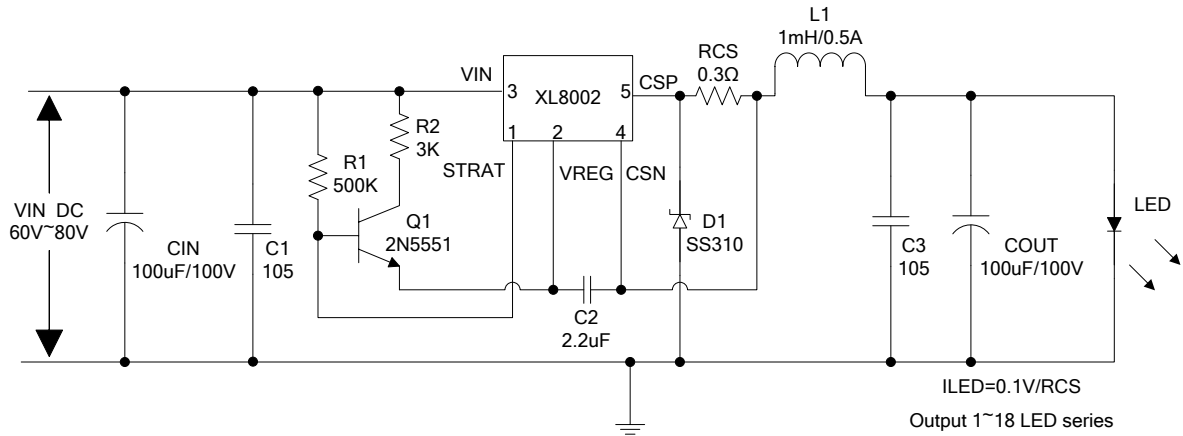 L1
1mH/0.5A
RCS
0.3Ω
VIN
3
XL8002
5
CSP
1
2
4
R2
3K
STRAT
VREG
CSN
R1
500K
VIN DC
60V~80V
Q1
2N5551
D1
SS310
LED
CIN
100uF/100V
C1
105
C3
105
COUT
100uF/100V
C2
2.2uF
ILED=0.1V/RCS
Output 1~18 LED series